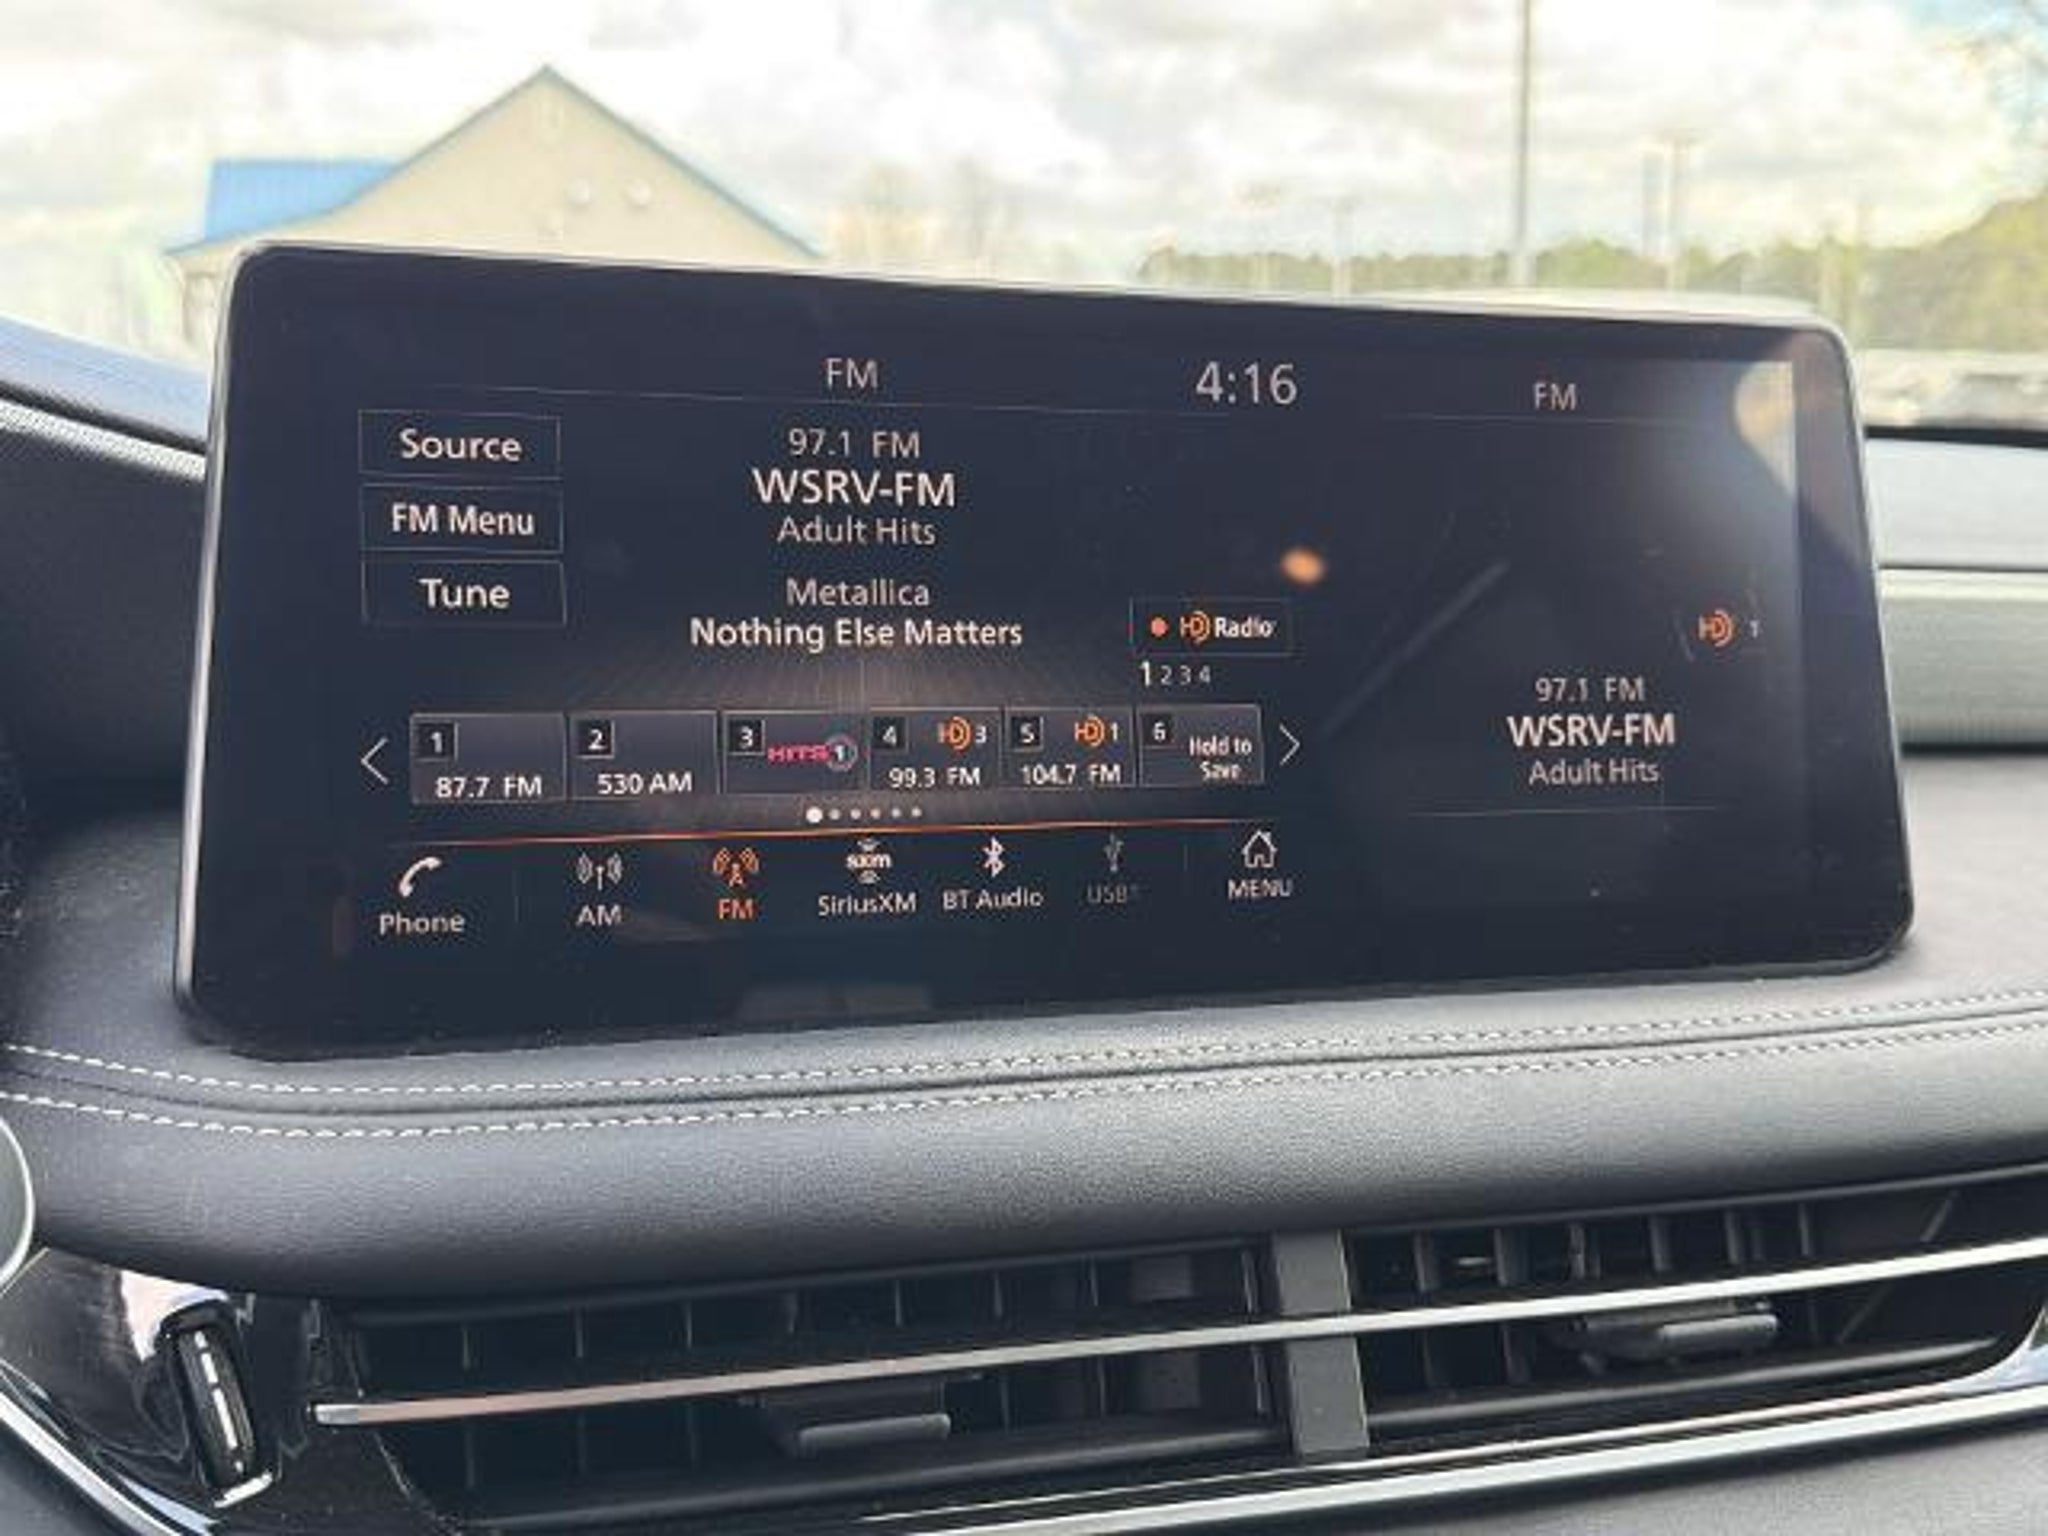 FM
4:16
FM
Source
FM Menu
Tune
97.1 FM
WSRV-FM
Adult Hits
Metallica
Nothing Else Matters
HD Radio
1 2 3 4
HD 1
97.1 FM
WSRV-FM
Adult Hits
1
87.7 FM
2
530 AM
3
HITS 1
4 HD 3
99.3 FM
5 HD 1
104.7 FM
6
Hold to
Save
Phone
AM
FM
sxm
SiriusXM
BT Audio
USB1
MENU